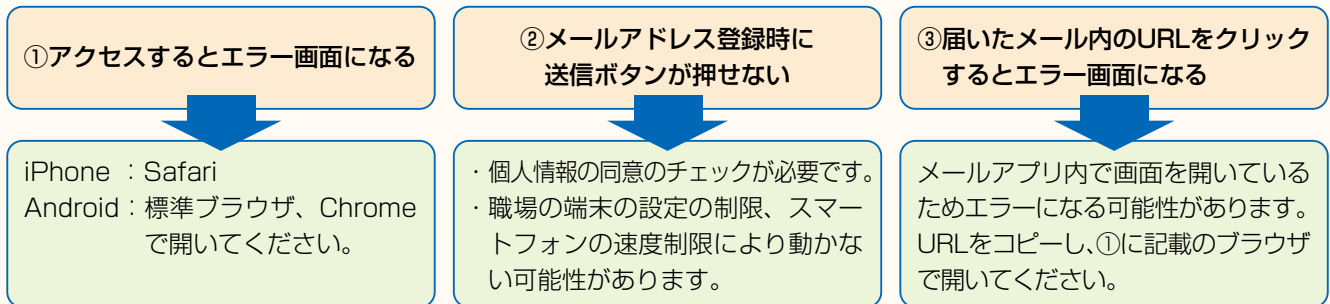 ①アクセスするとエラー画面になる
②メールアドレス登録時に
送信ボタンが押せない
③届いたメール内のURLをクリック
するとエラー画面になる
iPhone ：Safari
Android：標準ブラウザ、Chrome
で開いてください。
・個人情報の同意のチェックが必要です。
・職場の端末の設定の制限、スマー
トフォンの速度制限により動かな
い可能性があります。
メールアプリ内で画面を開いている
ためエラーになる可能性があります。
URLをコピーし、①に記載のブラウザ
で開いてください。